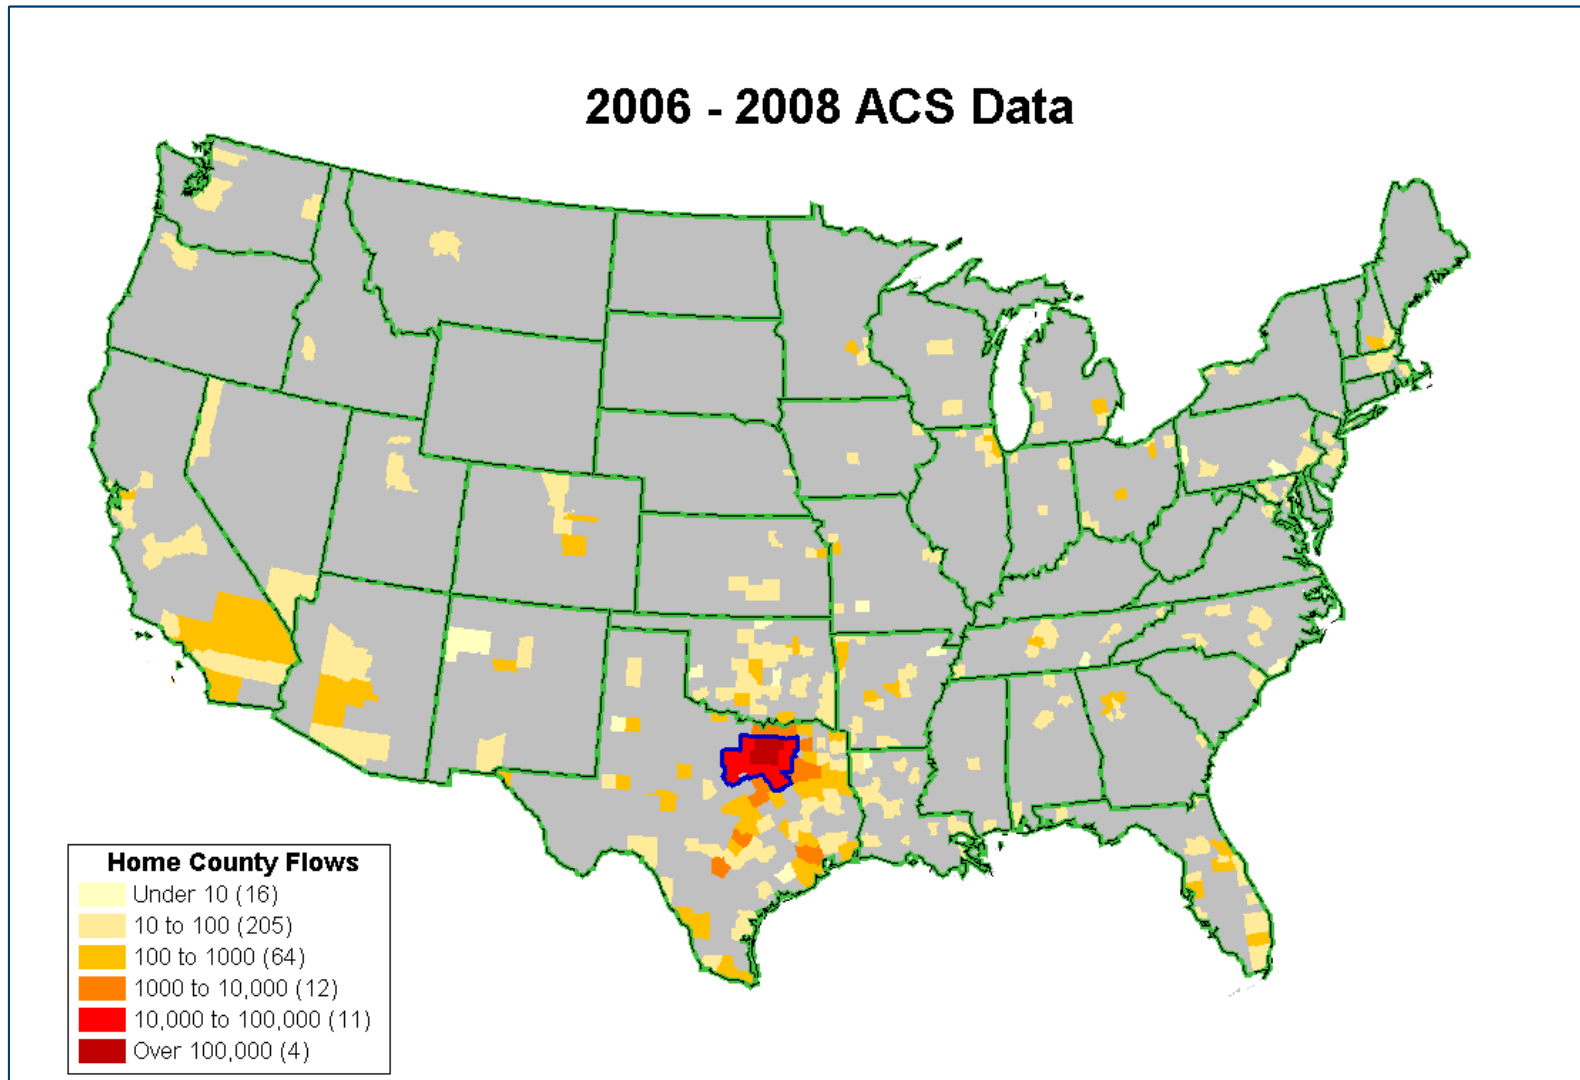 2006 - 2008 ACS Data
Home County Flows
Under 10 (16)
10 to 100 (205)
100 to 1000 (64)
1000 to 10,000 (12)
10,000 to 100,000 (11)
Over 100,000 (4)